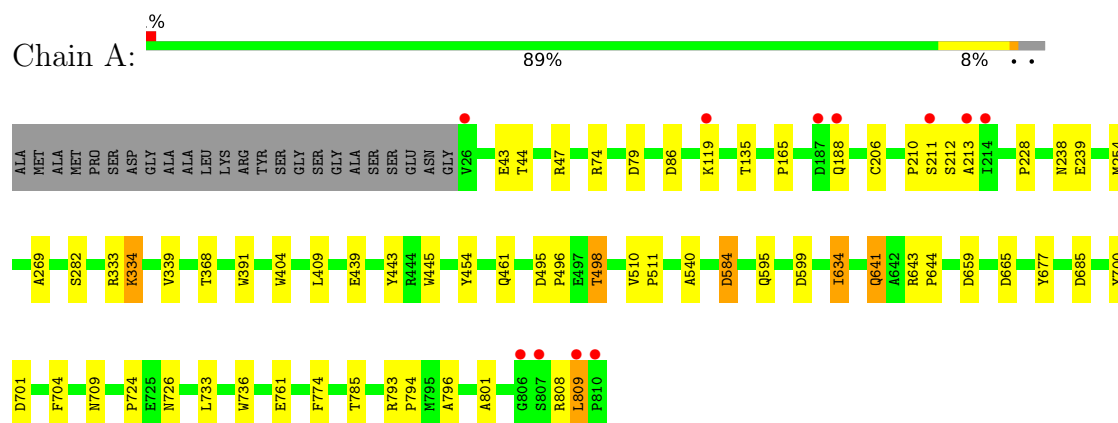 .%
Chain A:
89% 8% . .
ALA MET ALA MET PRO SER ASP GLY ALA ALA LEU LYS ARG TYR SER GLY SER GLY ALA SER SER GLU ASN GLY V26 E43 T44 R47 R74 D79 D86 K119 T135 P165 D187 Q188 C206 P210 S211 S212 A213 I214 P228 N238 E239 M254
A269 S282 R333 K334 V339 T368 W391 W404 L409 E439 Y443 R444 W445 Y454 Q461 D495 P496 E497 T498 V510 P511 A540 D584 Q595 D599 I634 Q641 A642 R643 P644 D659 D665 Y677 D685 Y700
D701 F704 N709 P724 E725 N726 L733 W736 E761 F774 T785 R793 P794 M795 A796 A801 G806 S807 R808 L809 P810